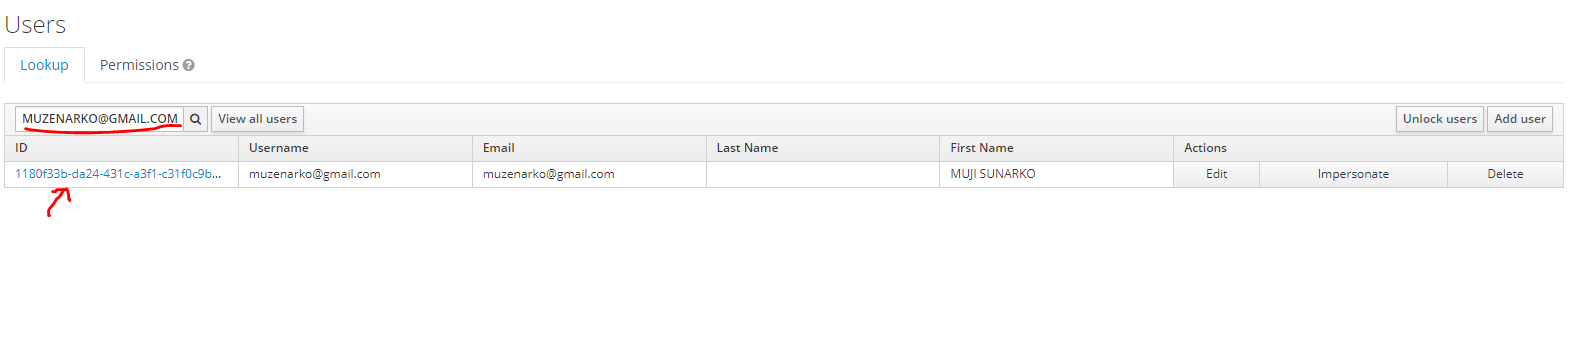 Users
Lookup Permissions
MUZENARKO@GMAIL.COM View all users Unlock users Add user
ID Username Email Last Name First Name Actions
1180f33b-da24-431c-a3f1-c31f0c9b... muzenarko@gmail.com muzenarko@gmail.com MUJI SUNARKO Edit Impersonate Delete